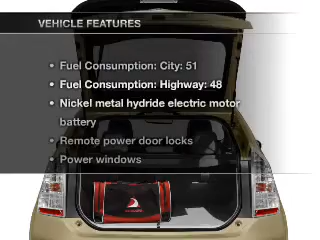 VEHICLE FEATURES
• Fuel Consumption: City: 51
• Fuel Consumption: Highway: 48
• Nickel metal hydride electric motor
battery
• Remote power door locks
• Power windows